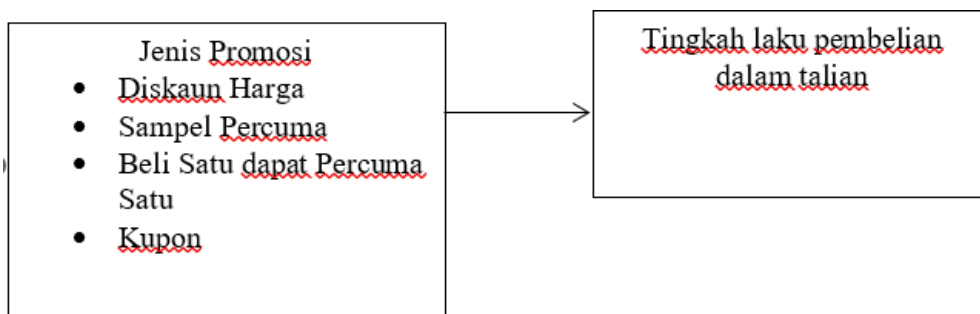 Jenis Promosi
• Diskaun Harga
• Sampel Percuma
• Beli Satu dapat Percuma
Satu
• Kupon
Tingkah laku pembelian
dalam talian